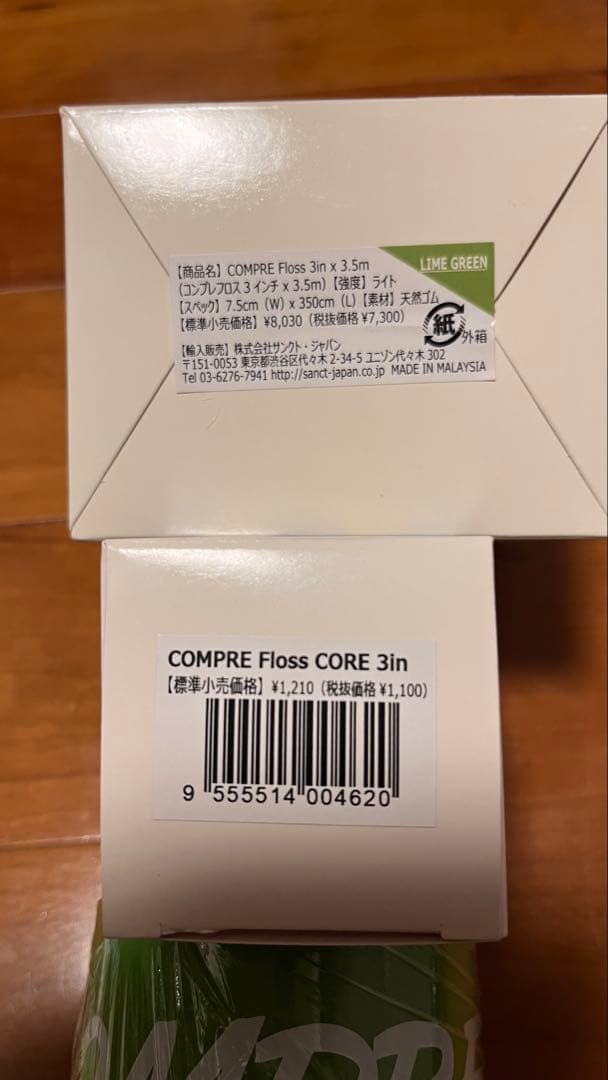 LIME GREEN
【商品名】COMPRE Floss 3in x 3.5m
(コンプレフロス 3 インチ x 3.5m)【強度】ライト
【スペック】7.5cm (W) x 350cm (L)【素材】天然ゴム
【標準小売価格】¥8,030 (税抜価格 ¥7,300)
紙 外箱
【輸入販売】株式会社サンクト・ジャパン
〒151-0053 東京都渋谷区代々木 2-34-5 ユニゾン代々木 302
Tel 03-6276-7941 http://sanct-japan.co.jp MADE IN MALAYSIA
COMPRE Floss CORE 3in
【標準小売価格】¥1,210 (税抜価格 ¥1,100)
9 555514 004620